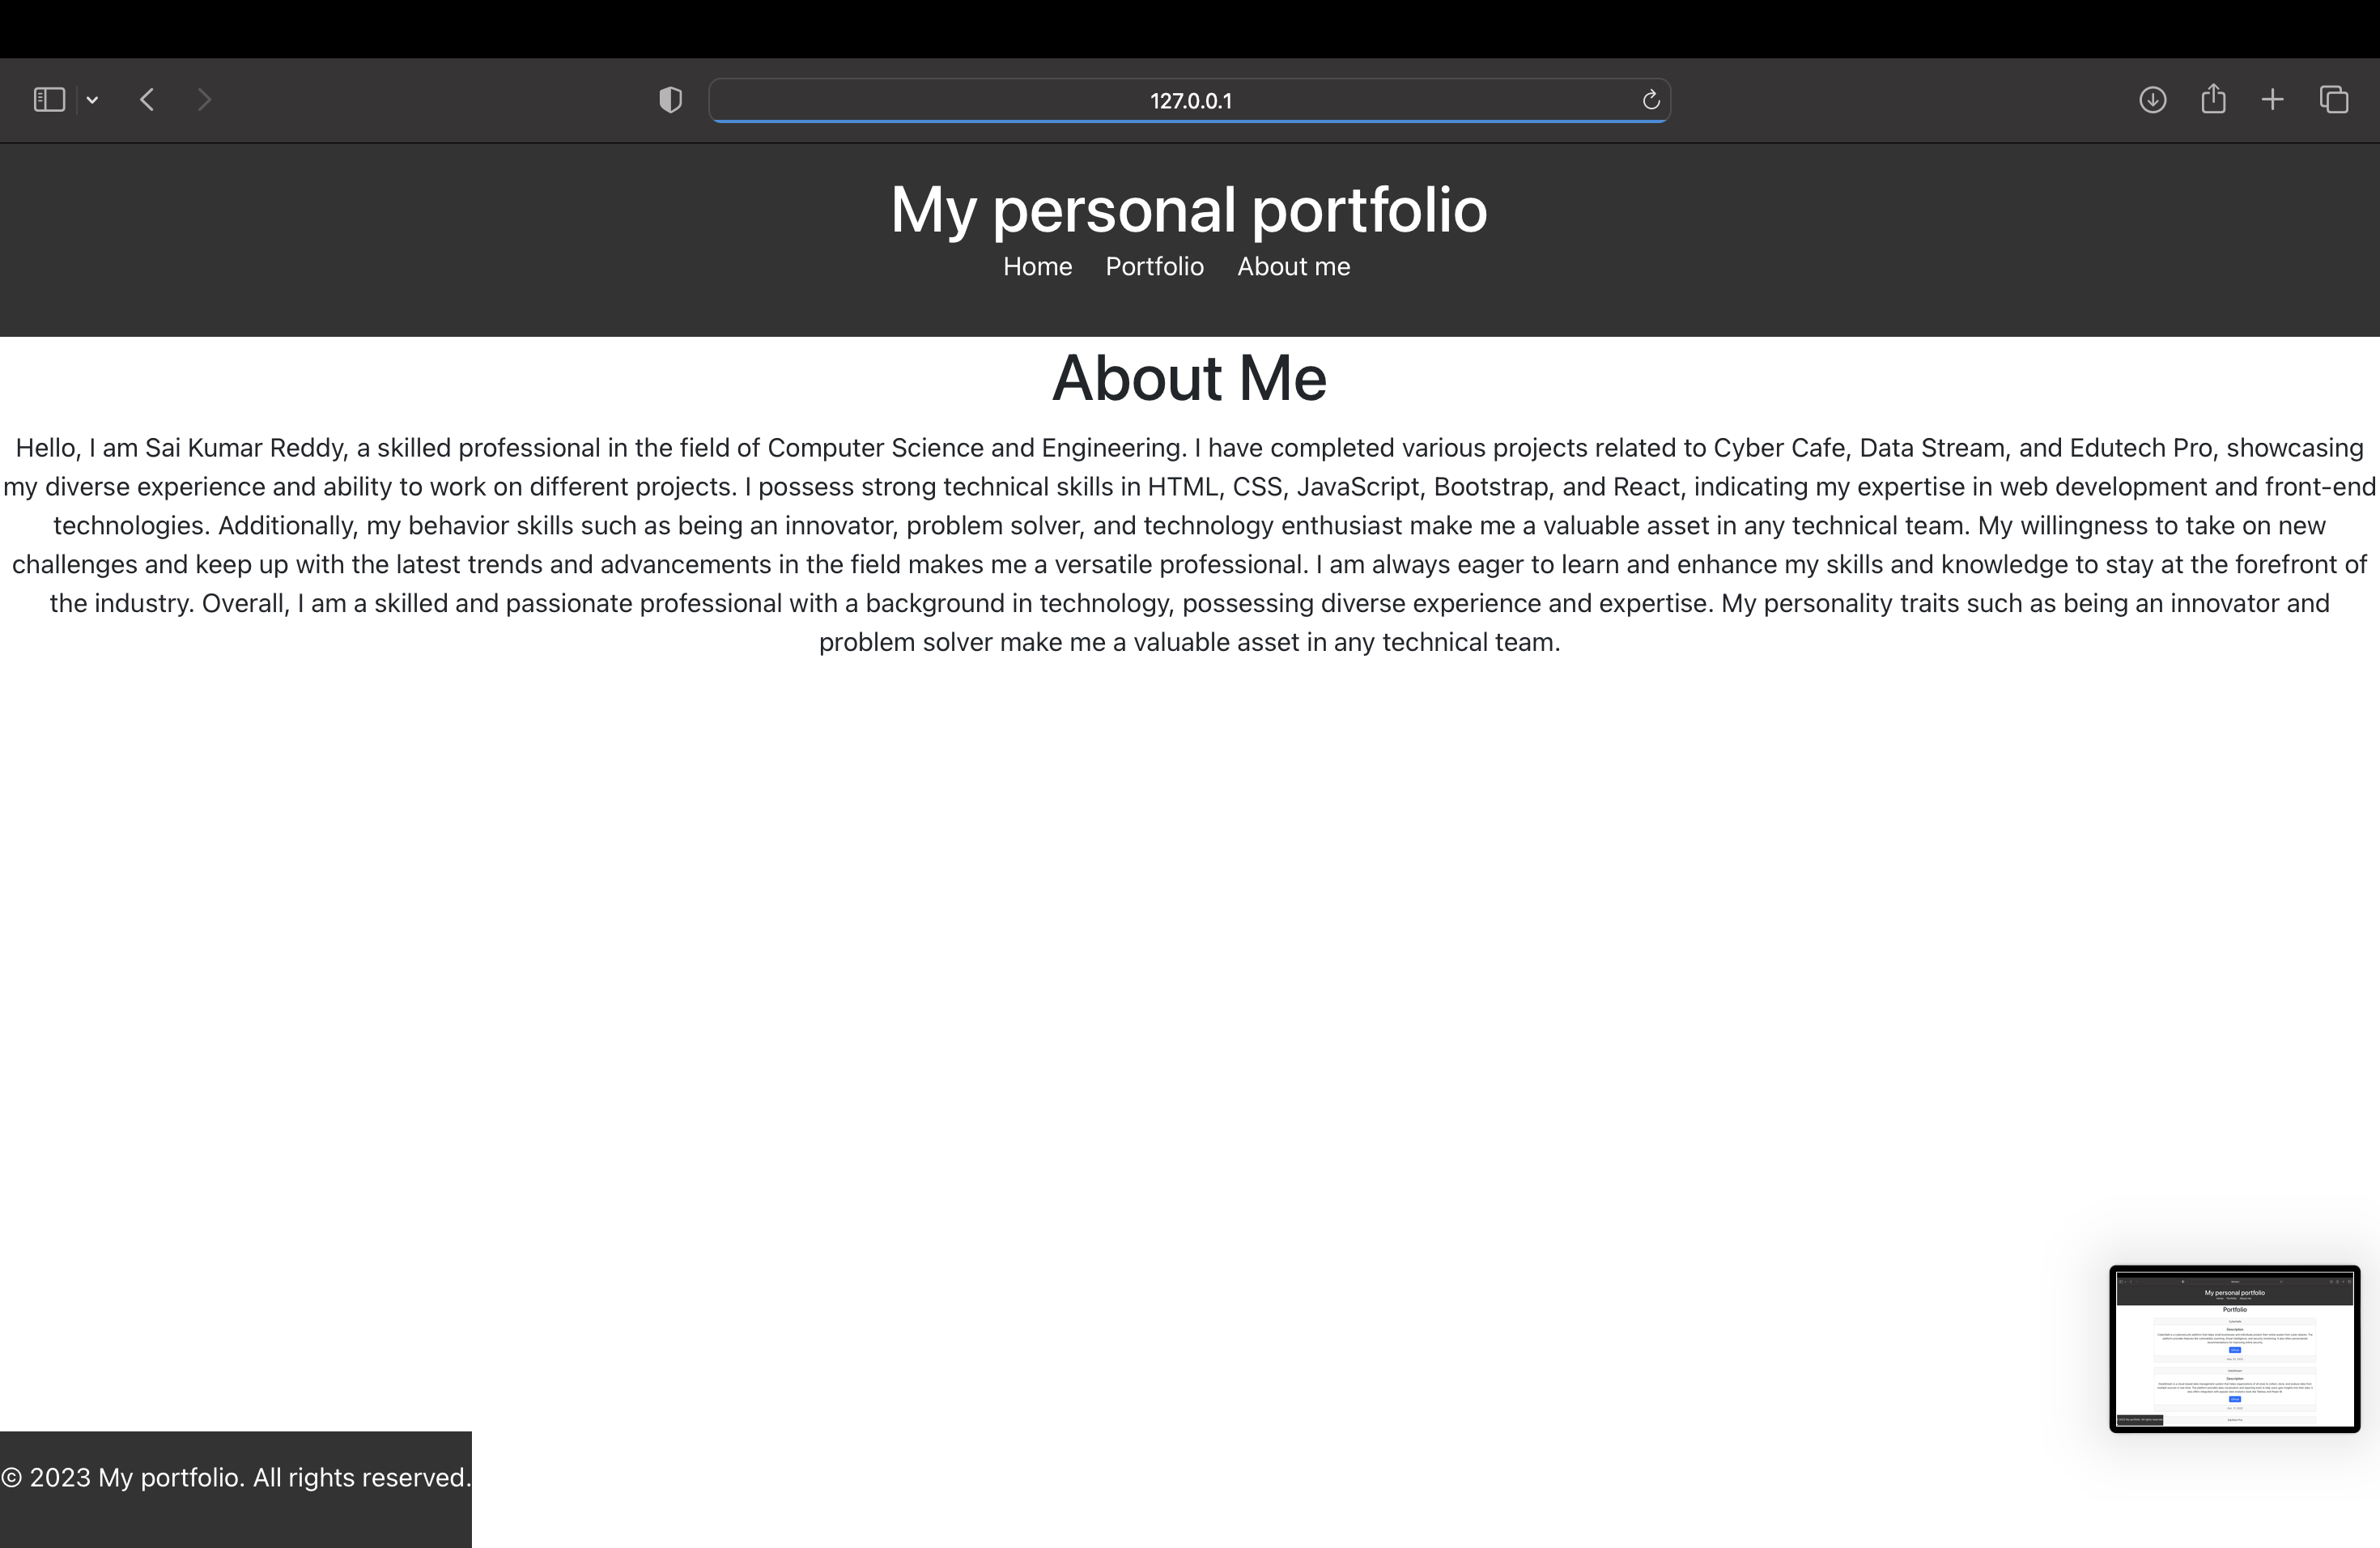 127.0.0.1
My personal portfolio
Home Portfolio About me
About Me
Hello, I am Sai Kumar Reddy, a skilled professional in the field of Computer Science and Engineering. I have completed various projects related to Cyber Cafe, Data Stream, and Edutech Pro, showcasing
my diverse experience and ability to work on different projects. I possess strong technical skills in HTML, CSS, JavaScript, Bootstrap, and React, indicating my expertise in web development and front-end
technologies. Additionally, my behavior skills such as being an innovator, problem solver, and technology enthusiast make me a valuable asset in any technical team. My willingness to take on new
challenges and keep up with the latest trends and advancements in the field makes me a versatile professional. I am always eager to learn and enhance my skills and knowledge to stay at the forefront of
the industry. Overall, I am a skilled and passionate professional with a background in technology, possessing diverse experience and expertise. My personality traits such as being an innovator and
problem solver make me a valuable asset in any technical team.
My personal portfolio
Portfolio
Description
Description
© 2023 My portfolio. All rights reserved.